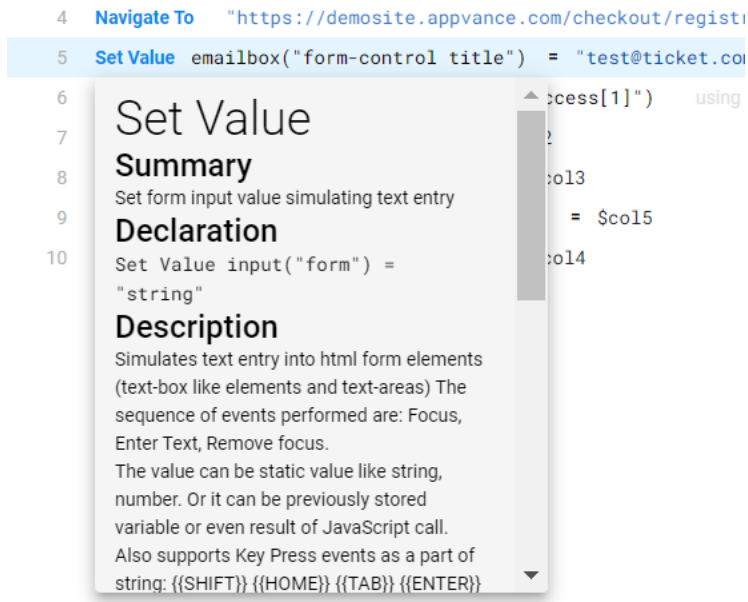 4 Navigate To "https://demosite.appvance.com/checkout/registr
5 Set Value emailbox("form-control title") = "test@ticket.com
6 ccess[1]") using
7
8 col3
9 = $col5
10 col4
Set Value
Summary
Set form input value simulating text entry
Declaration
Set Value input("form") =
"string"
Description
Simulates text entry into html form elements
(text-box like elements and text-areas) The
sequence of events performed are: Focus,
Enter Text, Remove focus.
The value can be static value like string,
number. Or it can be previously stored
variable or even result of JavaScript call.
Also supports Key Press events as a part of
string: {{SHIFT}} {{HOME}} {{TAB}} {{ENTER}}